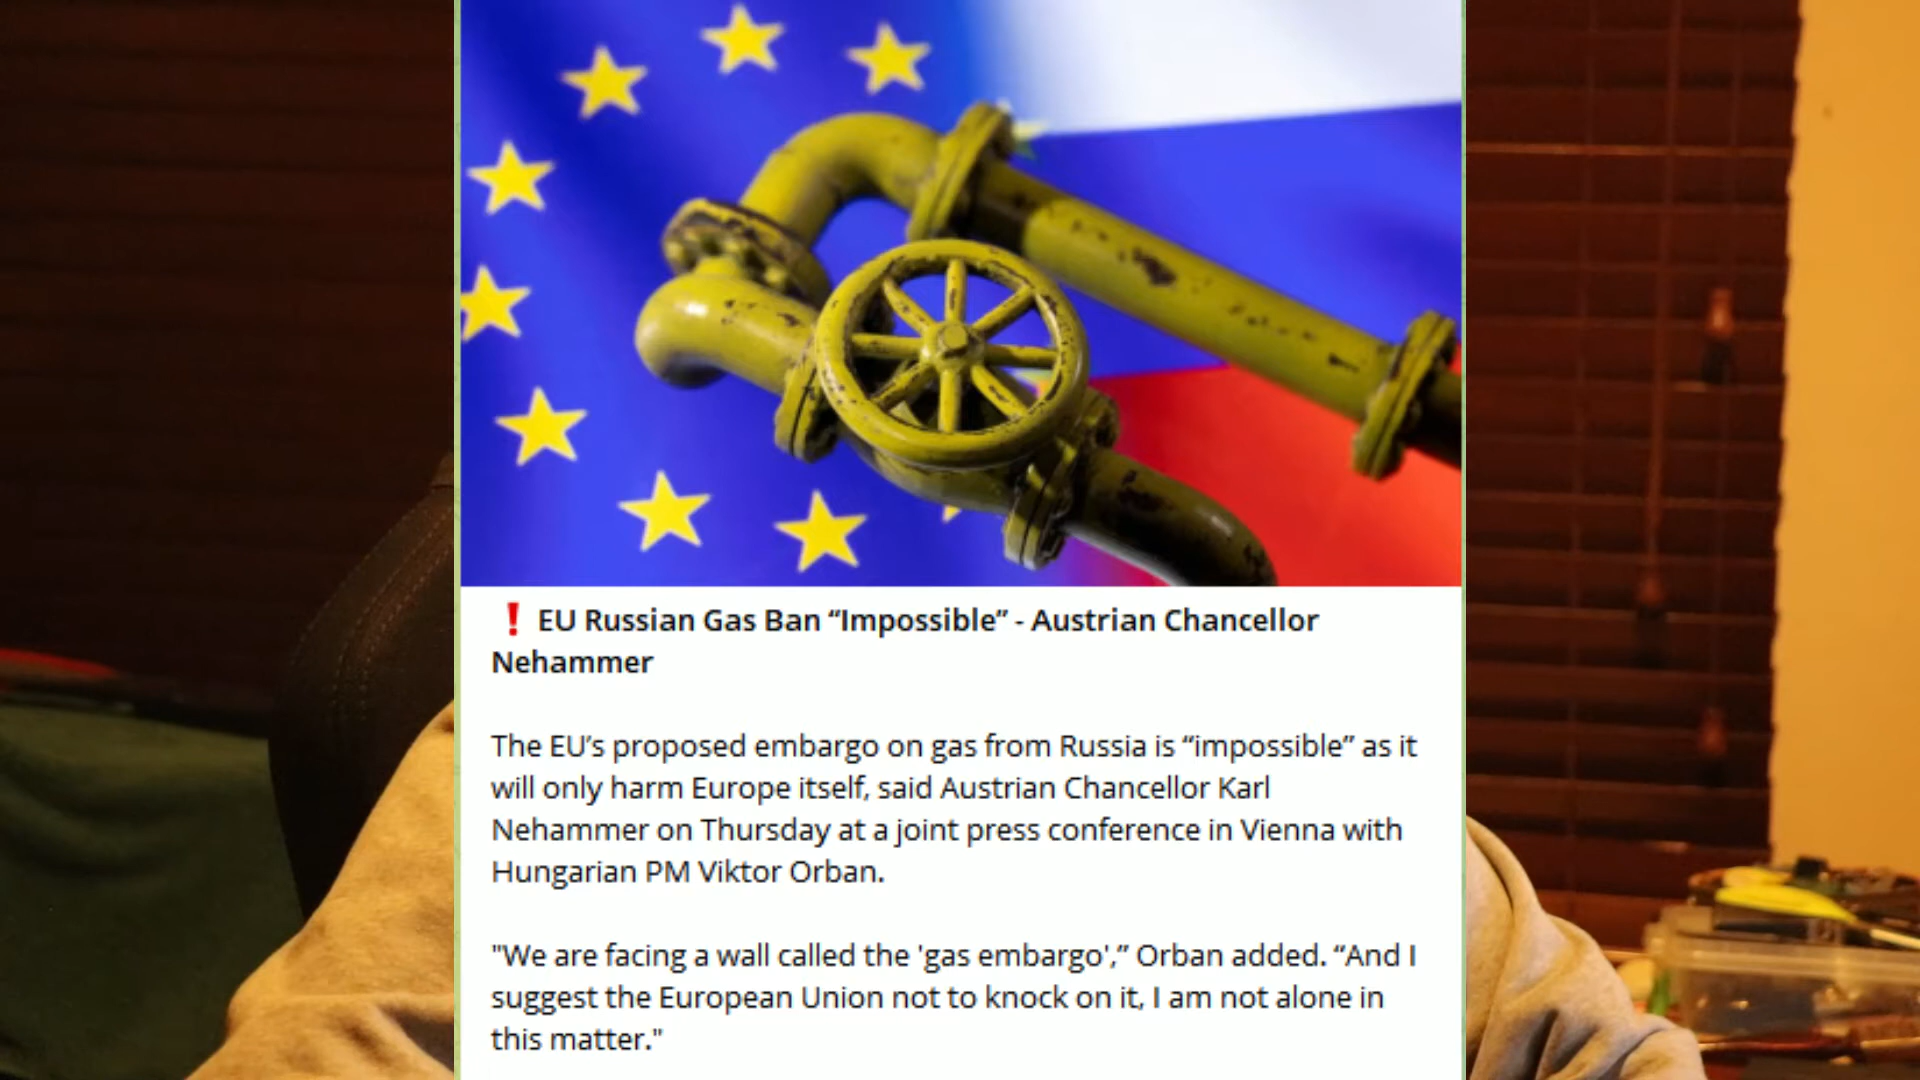 ❗ EU Russian Gas Ban “Impossible” - Austrian Chancellor
Nehammer
The EU’s proposed embargo on gas from Russia is “impossible” as it
will only harm Europe itself, said Austrian Chancellor Karl
Nehammer on Thursday at a joint press conference in Vienna with
Hungarian PM Viktor Orban.
"We are facing a wall called the 'gas embargo',” Orban added. “And I
suggest the European Union not to knock on it, I am not alone in
this matter."